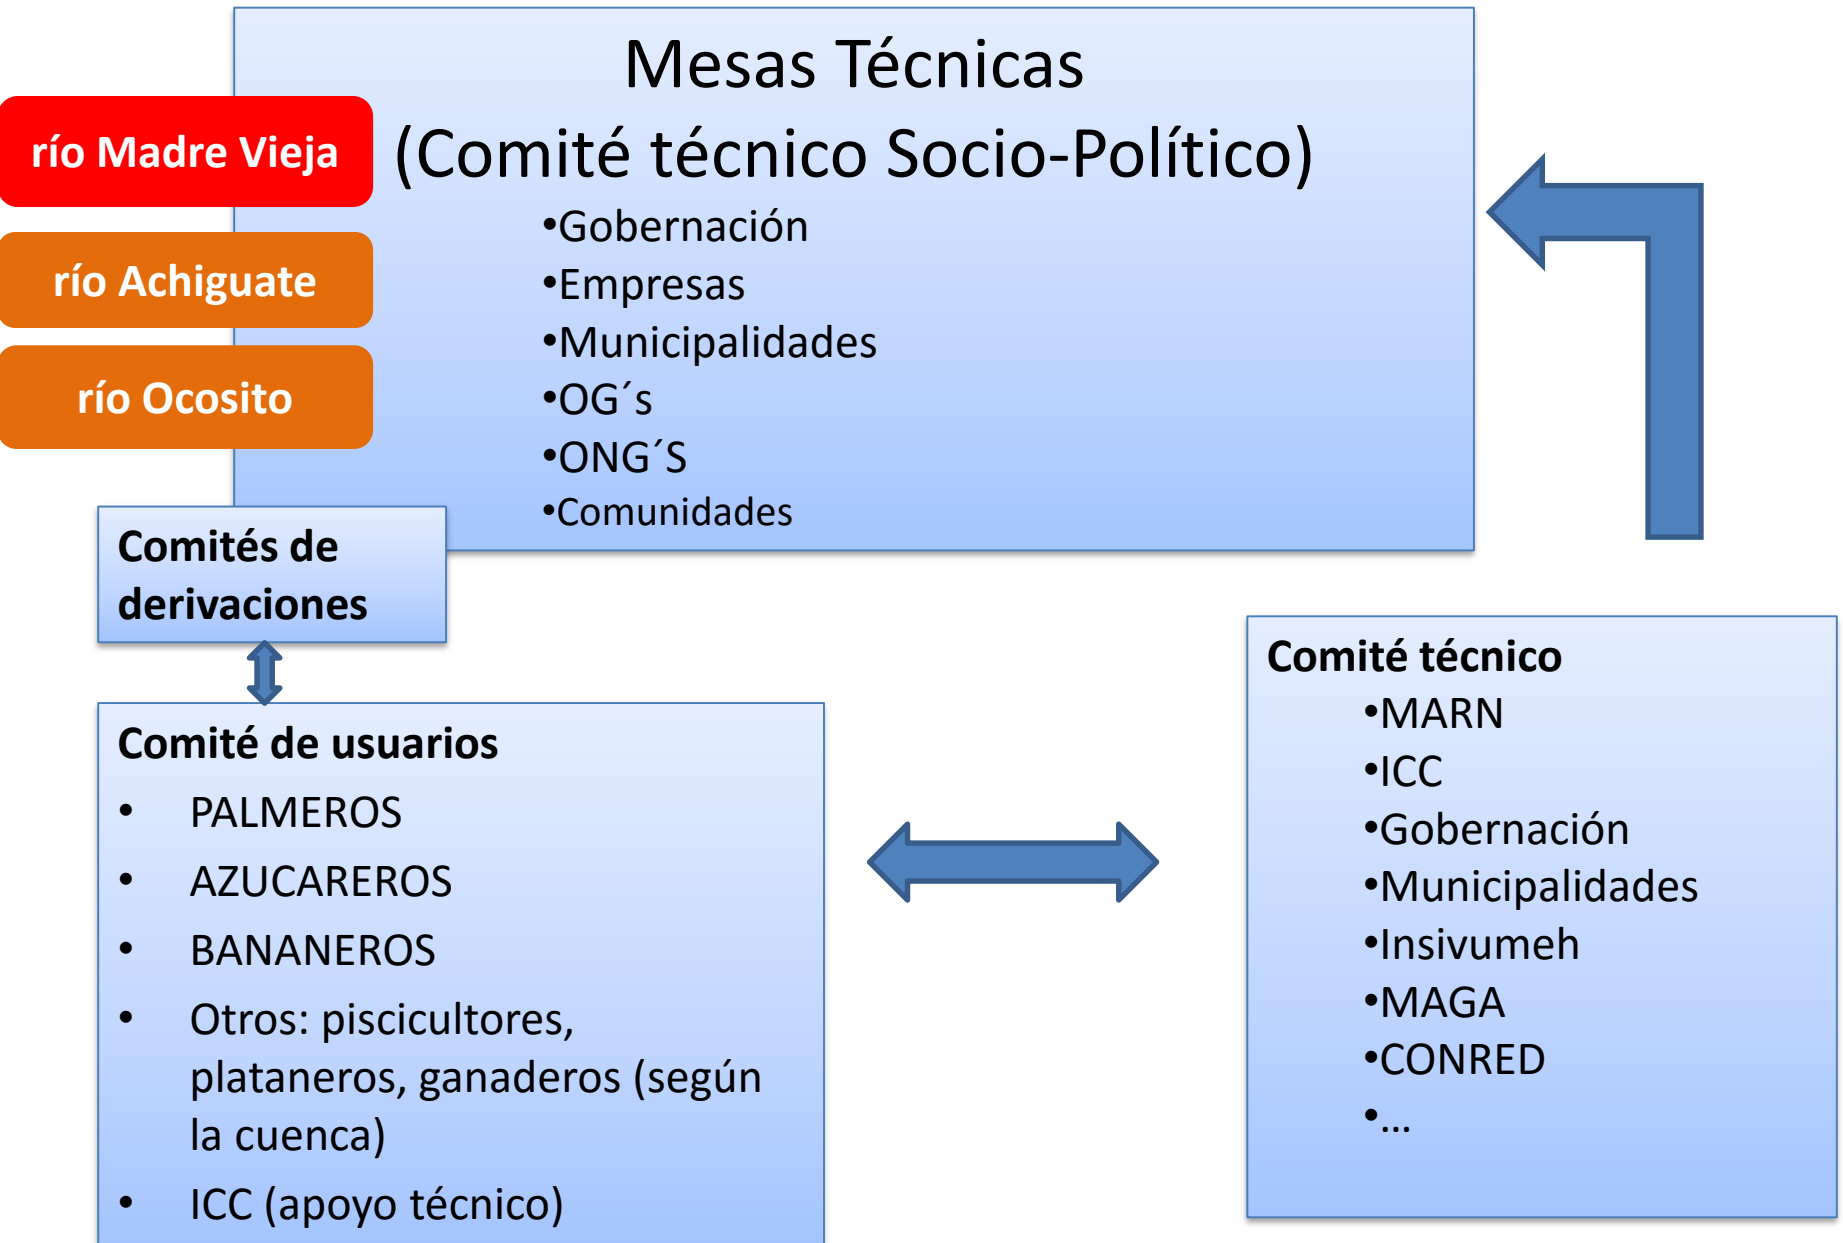 Mesas Técnicas
(Comité técnico Socio-Político)
•Gobernación
•Empresas
•Municipalidades
•OG´s
•ONG´S
•Comunidades
río Madre Vieja
río Achiguate
río Ocosito
Comités de
derivaciones
Comité de usuarios
• PALMEROS
• AZUCAREROS
• BANANEROS
• Otros: piscicultores,
plataneros, ganaderos (según
la cuenca)
• ICC (apoyo técnico)
Comité técnico
•MARN
•ICC
•Gobernación
•Municipalidades
•Insivumeh
•MAGA
•CONRED
•...